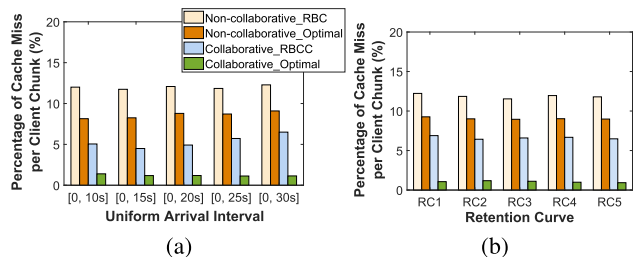 Percentage of Cache Miss
per Client Chunk (%)
20
15
10
5
0
Non-collaborative_RBC
Non-collaborative_Optimal
Collaborative_RBCC
Collaborative_Optimal
[0, 10s] [0, 15s] [0, 20s] [0, 25s] [0, 30s]
Uniform Arrival Interval
(a)
Percentage of Cache Miss
per Client Chunk (%)
20
15
10
5
0
RC1 RC2 RC3 RC4 RC5
Retention Curve
(b)